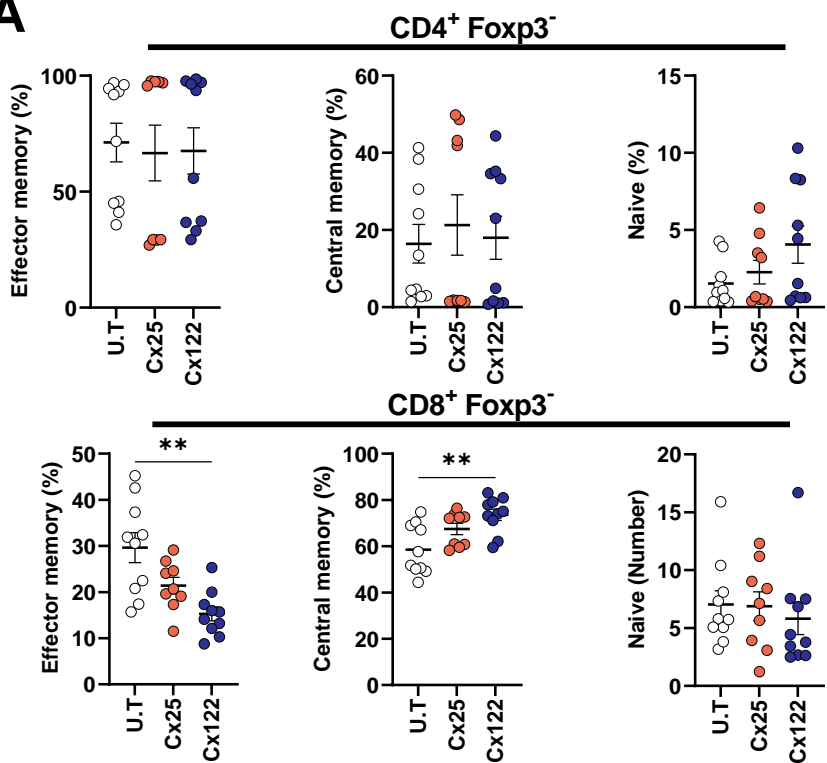 A
CD4+ Foxp3-
Effector memory (%)
100
50
0
U.T
Cx25
Cx122
Central memory (%)
60
40
20
0
U.T
Cx25
Cx122
Naive (%)
15
10
5
0
U.T
Cx25
Cx122
CD8+ Foxp3-
Effector memory (%)
50
40
30
20
10
0
**
U.T
Cx25
Cx122
Central memory (%)
100
80
60
40
20
0
**
U.T
Cx25
Cx122
Naive (Number)
20
15
10
5
0
U.T
Cx25
Cx122